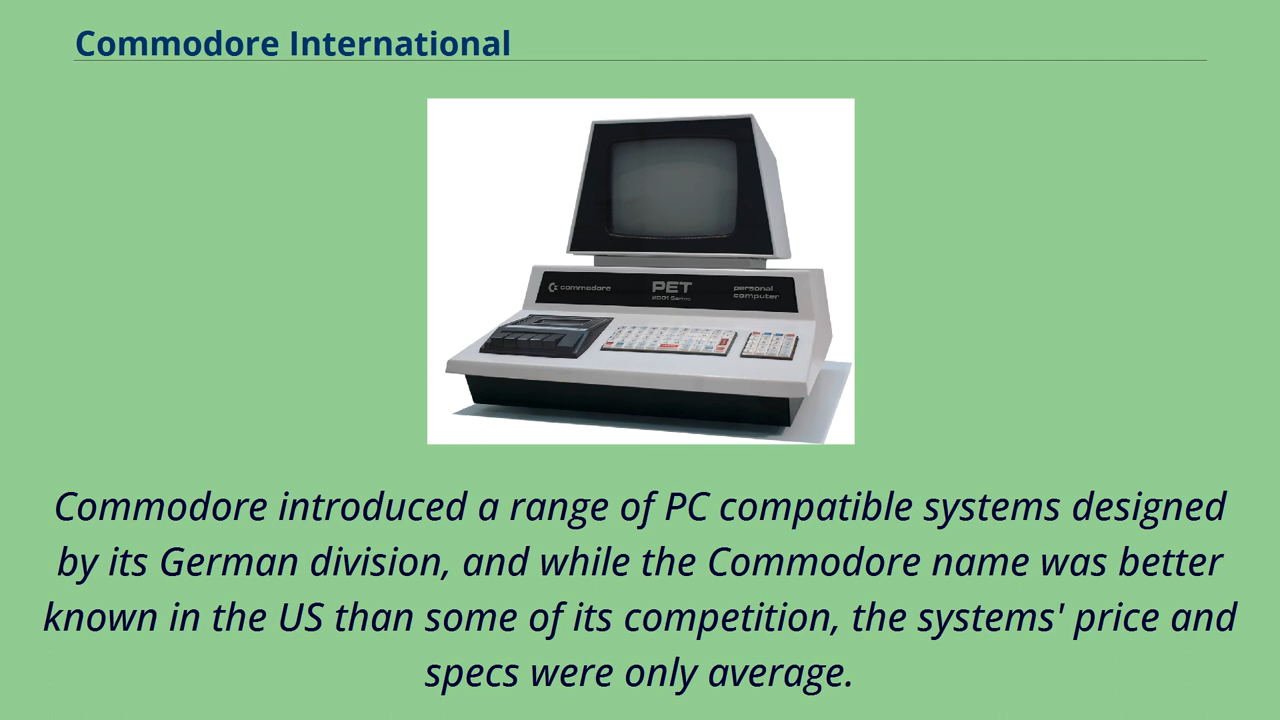 Commodore International
commodore
PET
2001 Series
personal
computer
Commodore introduced a range of PC compatible systems designed
by its German division, and while the Commodore name was better
known in the US than some of its competition, the systems' price and
specs were only average.